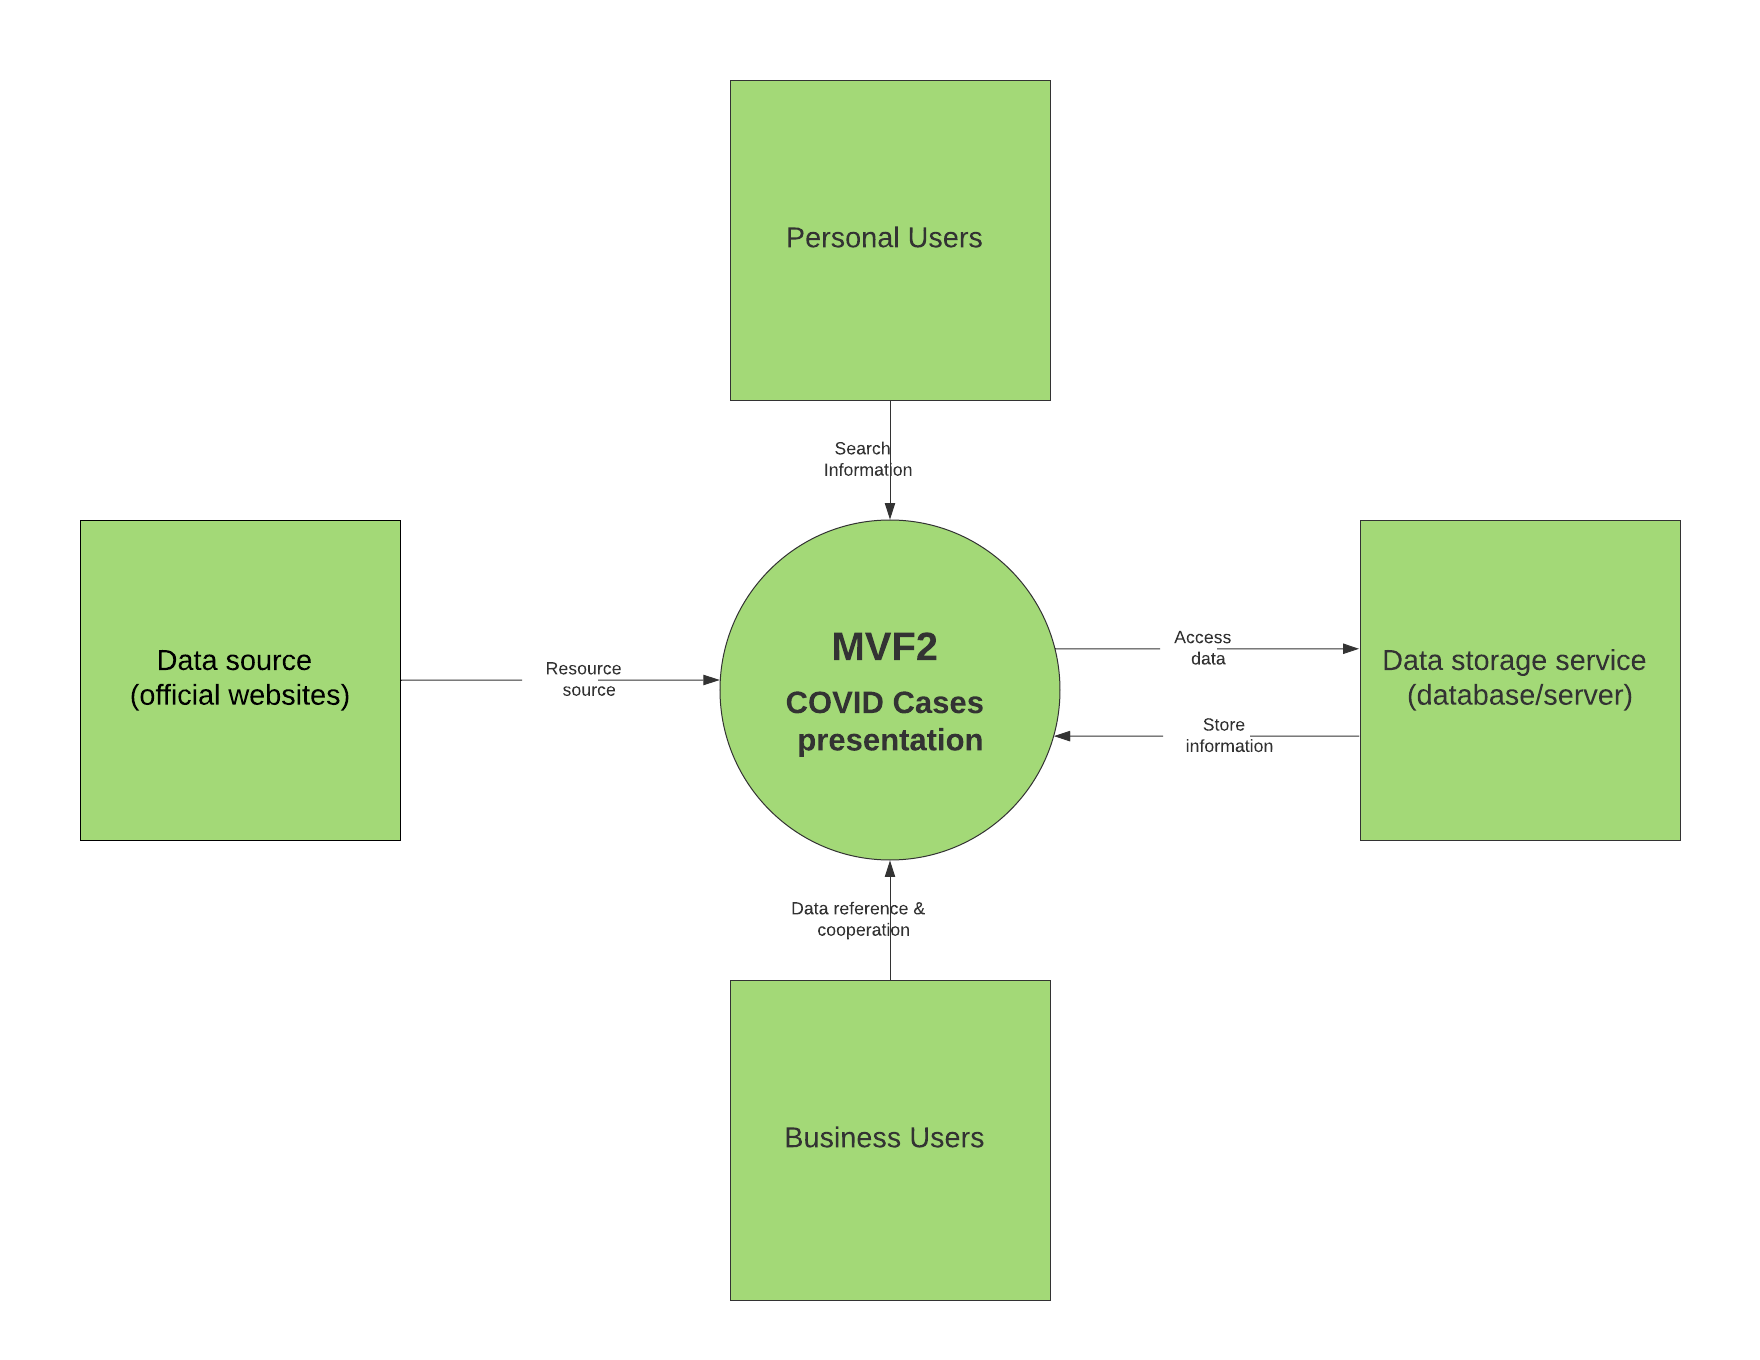 Personal Users
Search
Information
Data source
(official websites)
Resource
source
MVF2
COVID Cases
presentation
Access
data
Store
information
Data storage service
(database/server)
Data reference &
cooperation
Business Users